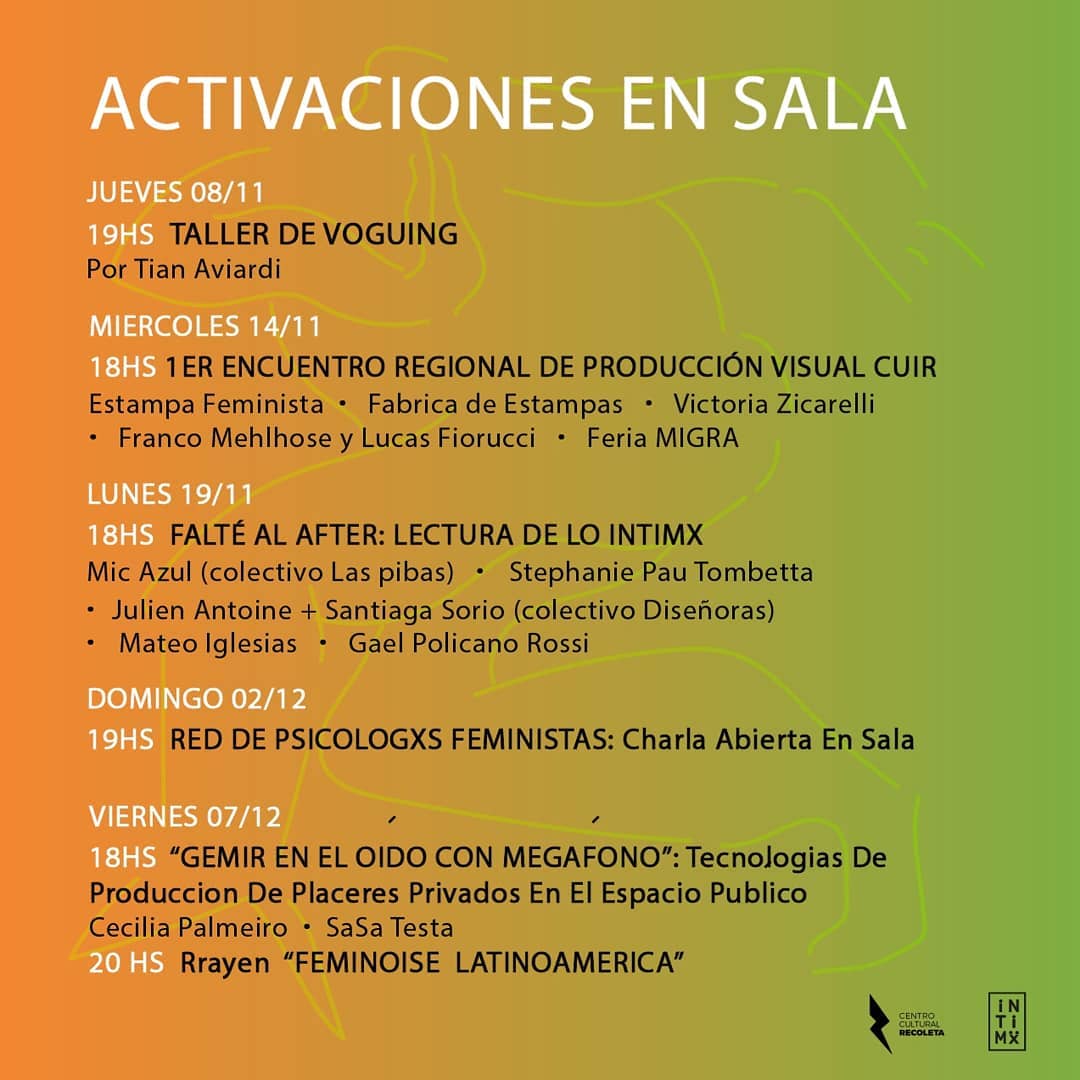 ACTIVACIONES EN SALA
JUEVES 08/11
19HS TALLER DE VOGUING
Por Tian Aviardi
MIERCOLES 14/11
18HS 1ER ENCUENTRO REGIONAL DE PRODUCCIÓN VISUAL CUIR
Estampa Feminista • Fabrica de Estampas • Victoria Zicarelli
• Franco Mehlhose y Lucas Fiorucci • Feria MIGRA
LUNES 19/11
18HS FALTÉ AL AFTER: LECTURA DE LO INTIMX
Mic Azul (colectivo Las pibas) • Stephanie Pau Tombetta
• Julien Antoine + Santiaga Sorio (colectivo Diseñoras)
• Mateo Iglesias • Gael Policano Rossi
DOMINGO 02/12
19HS RED DE PSICOLOGXS FEMINISTAS: Charla Abierta En Sala
VIERNES 07/12
18HS “GEMIR EN EL OÍDO CON MEGÁFONO”: Tecnologias De
Produccion De Placeres Privados En El Espacio Publico
Cecilia Palmeiro • SaSa Testa
20 HS Rrayen “FEMINOISE LATINOAMERICA”
CENTRO
CULTURAL
RECOLETA
iN
Ti
MX